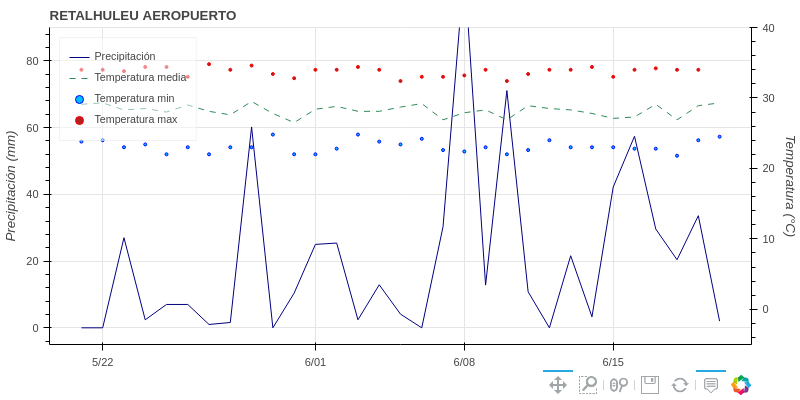 RETALHULEU AEROPUERTO
Precipitación
Temperatura media
Temperatura min
Temperatura max
Precipitación (mm)
80
60
40
20
0
Temperatura (°C)
40
30
20
10
0
5/22
6/01
6/08
6/15